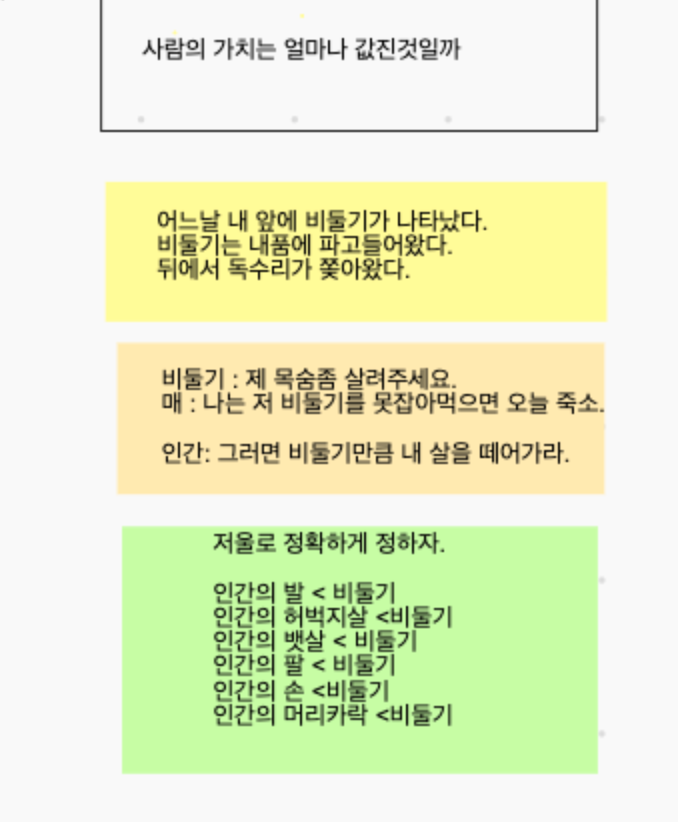 사람의 가치는 얼마나 값진것일까
어느날 내 앞에 비둘기가 나타났다.
비둘기는 내품에 파고들어왔다.
뒤에서 독수리가 쫓아왔다.
비둘기 : 제 목숨좀 살려주세요.
매 : 나는 저 비둘기를 못잡아먹으면 오늘 죽소.
인간: 그러면 비둘기만큼 내 살을 떼어가라.
저울로 정확하게 정하자.
인간의 발 < 비둘기
인간의 허벅지살 <비둘기
인간의 뱃살 < 비둘기
인간의 팔 < 비둘기
인간의 손 <비둘기
인간의 머리카락 <비둘기